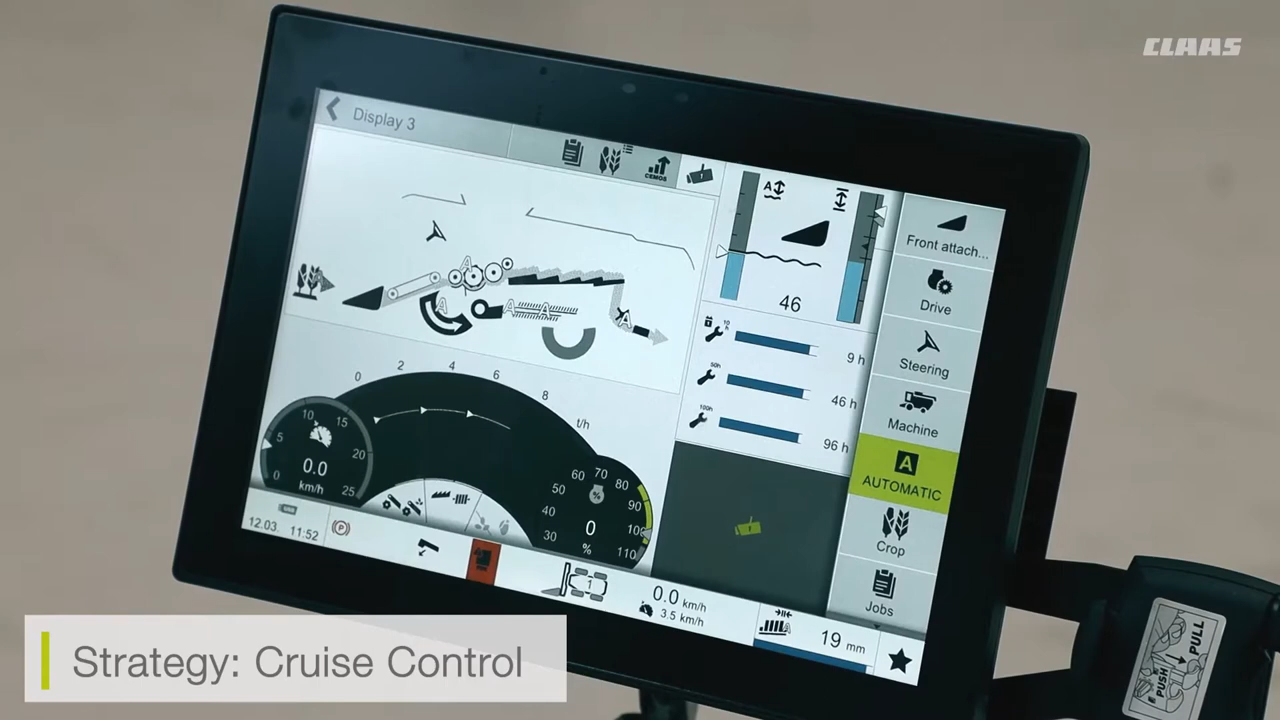 CLAAS
Display 3
CEMOS
A
Front attach...
46
Drive
10 h
9 h
Steering
50h
46 h
Machine
100h
96 h
A
AUTOMATIC
0 2 4 6 8 t/h
0 5 10 15 20 25
0.0
km/h
30 40 50 60 70 80 90 100 110
%
0
%
Crop
Jobs
12.03. 11:52
P
1
0.0 km/h
3.5 km/h
A
19 mm
PUSH
PULL
Strategy: Cruise Control